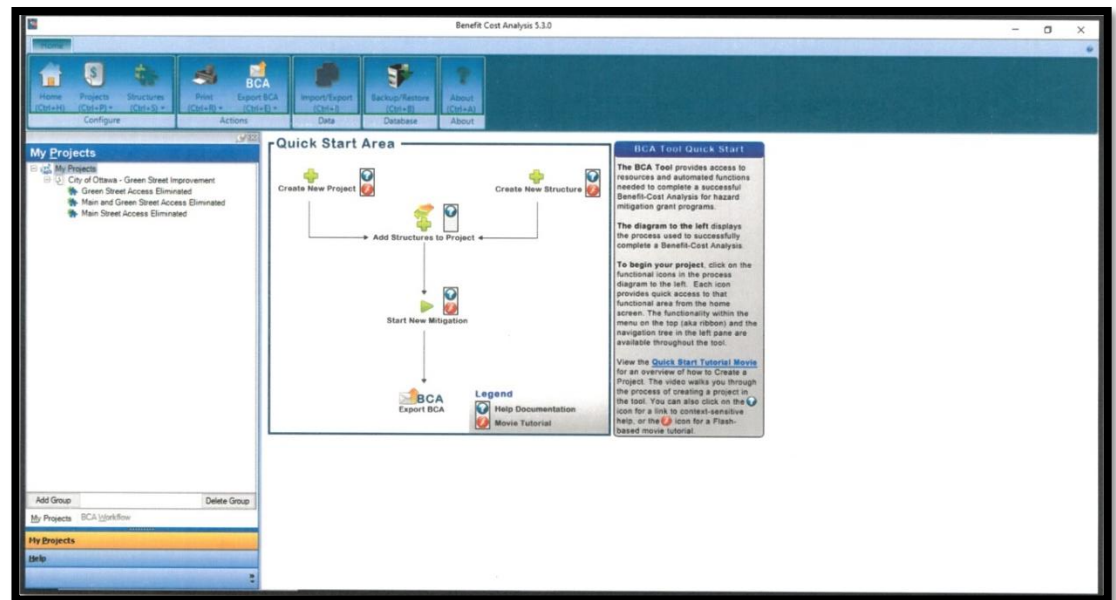 Benefit Cost Analysis 5.3.0
Home
Home Projects Structures Print Export BCA Import/Export Backup/Restore About
BCA
(Ctrl+H) (Ctrl+P) (Ctrl+S) (Ctrl+R) (Ctrl+E) (Ctrl+I) (Ctrl+B) (Ctrl+A)
Configure Actions Data Database About
My Projects
My Projects
City of Ottawa - Green Street Improvement
Green Street Access Eliminated
Main and Green Street Access Eliminated
Main Street Access Eliminated
Add Group Delete Group
My Projects BCA Workflow
My Projects
Help
Quick Start Area
Create New Project
Create New Structure
Add Structures to Project
Start New Mitigation
BCA
Export BCA
Legend
Help Documentation
Movie Tutorial
BCA Tool Quick Start
The BCA Tool provides access to
resources and automated functions
needed to complete a successful
Benefit-Cost Analysis for hazard
mitigation grant programs.
The diagram to the left displays
the process used to successfully
complete a Benefit-Cost Analysis.
To begin your project, click on the
functional icons in the process
diagram to the left. Each icon
provides quick access to that
functional area from the home
screen. The functionality within the
menu on the top (aka ribbon) and the
navigation tree in the left pane are
available throughout the tool.
View the Quick Start Tutorial Movie
for an overview of how to Create a
Project. The video walks you through
the process of creating a project in
the tool. You can also click on the
icon for a link to context-sensitive
help, or the icon for a Flash-
based movie tutorial.